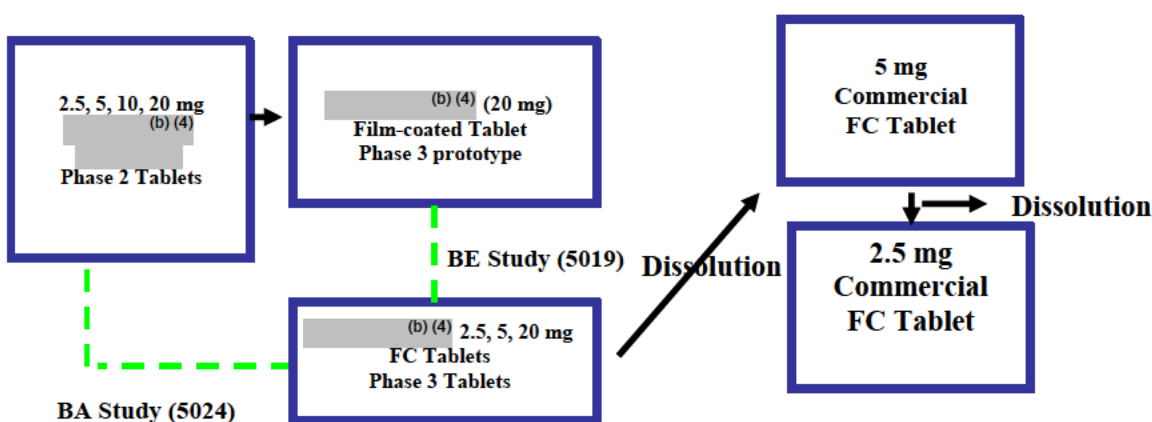 2.5, 5, 10, 20 mg
(b) (4)
Phase 2 Tablets
(b) (4) (20 mg)
Film-coated Tablet
Phase 3 prototype
BE Study (5019)
(b) (4) 2.5, 5, 20 mg
FC Tablets
Phase 3 Tablets
BA Study (5024)
Dissolution
5 mg
Commercial
FC Tablet
Dissolution
2.5 mg
Commercial
FC Tablet